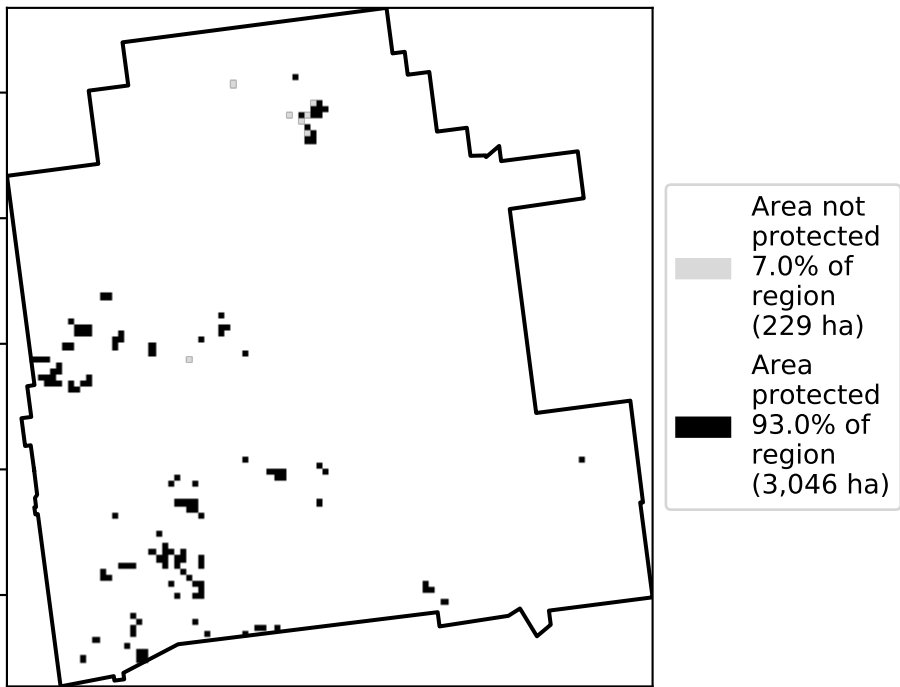 Area not
protected
7.0% of
region
(229 ha)
Area
protected
93.0% of
region
(3,046 ha)